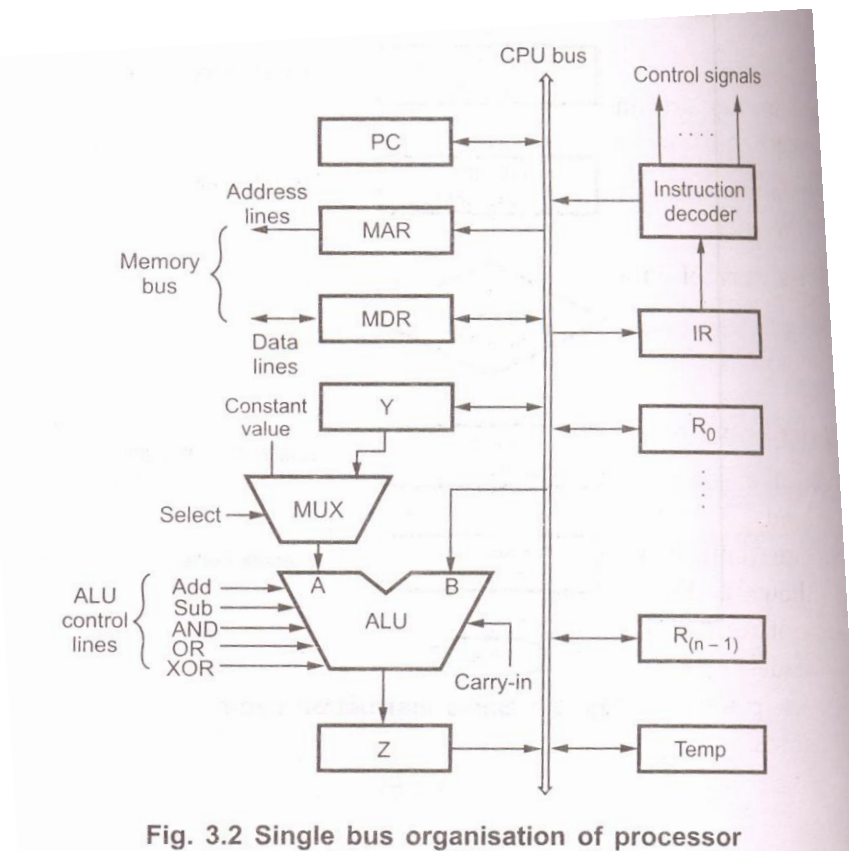 CPU bus
Control signals
. . . .
PC
Instruction
decoder
Address
lines
MAR
Memory
bus
MDR
IR
Data
lines
Constant
value
Y
R0
MUX
Select
A
B
ALU
control
lines
Add
Sub
AND
OR
XOR
ALU
R(n – 1)
Carry-in
Z
Temp
Fig. 3.2 Single bus organisation of processor